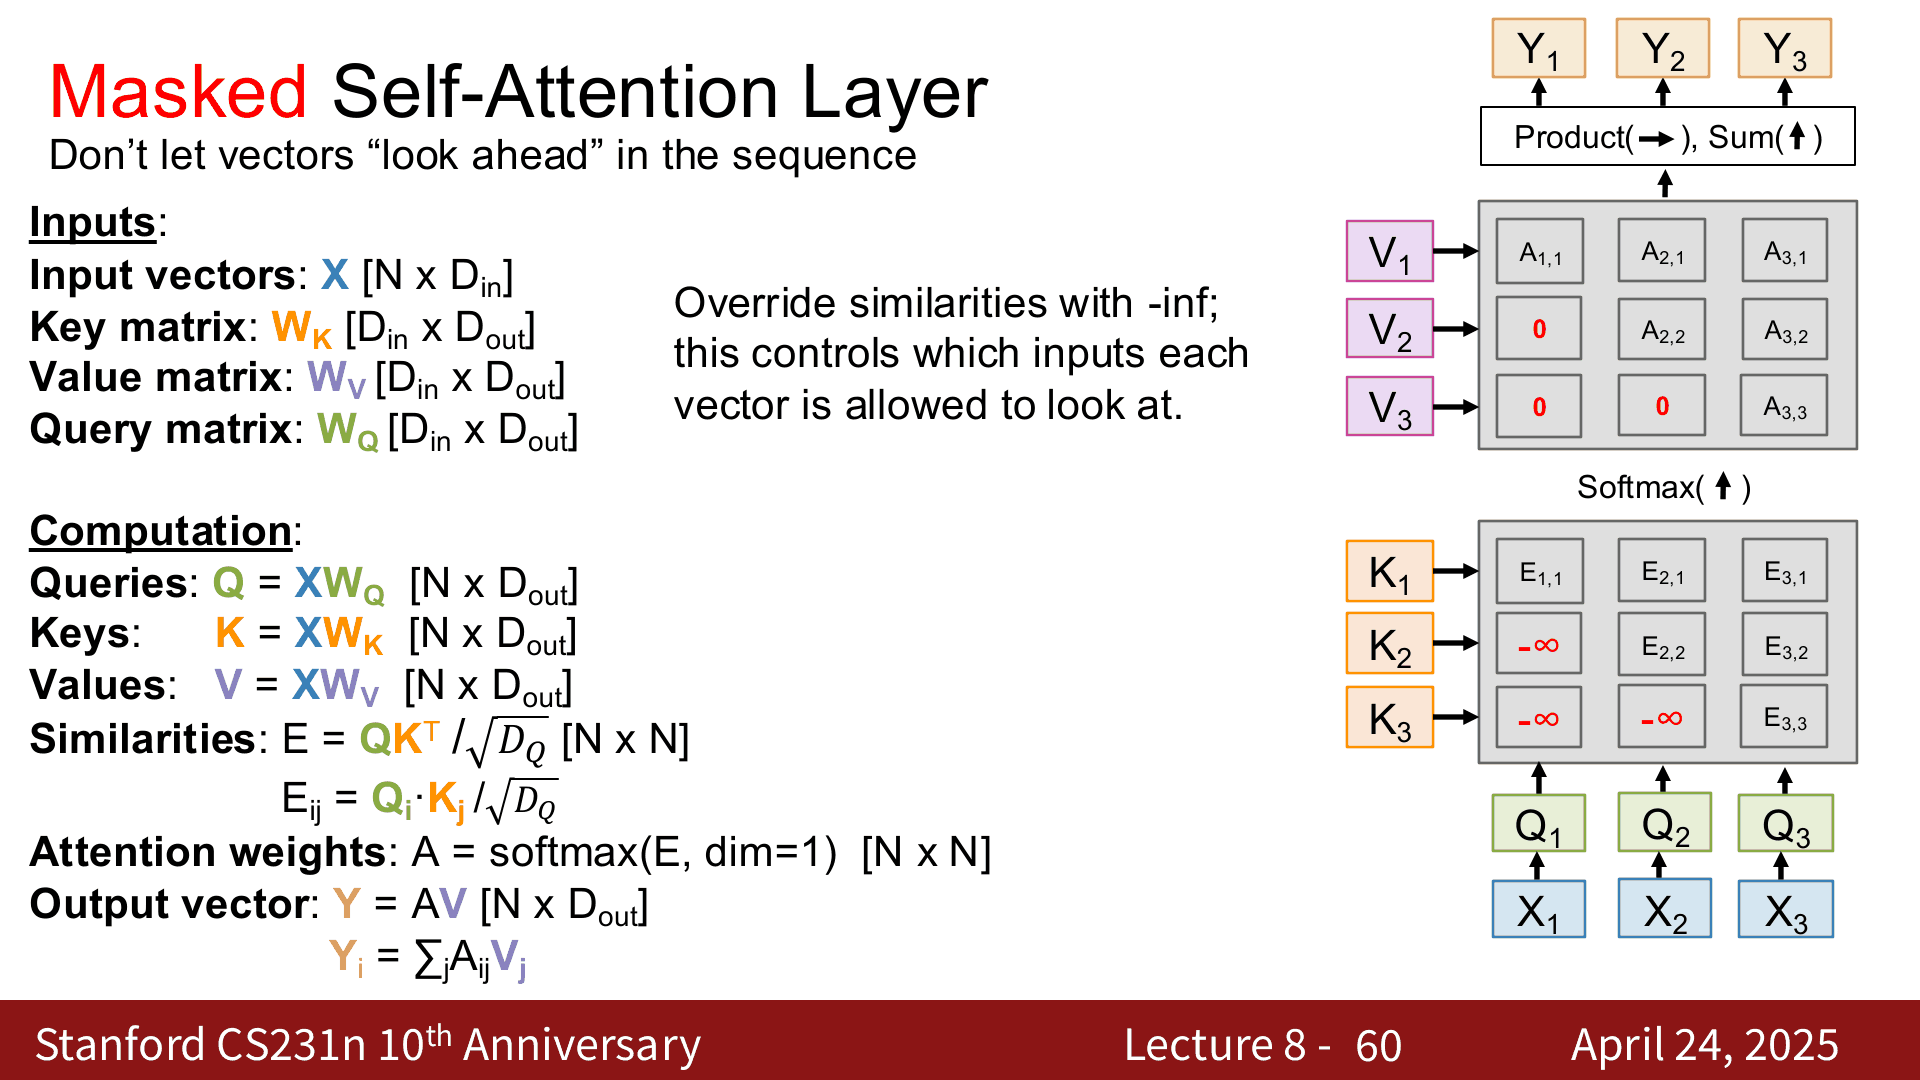 Masked Self-Attention Layer
Don’t let vectors “look ahead” in the sequence
Inputs:
Input vectors: X [N x Din]
Key matrix: WK [Din x Dout]
Value matrix: WV [Din x Dout]
Query matrix: WQ [Din x Dout]
Computation:
Queries: Q = XWQ [N x Dout]
Keys: K = XWK [N x Dout]
Values: V = XWV [N x Dout]
Similarities: E = QKT /√DQ [N x N]
Eij = Qi·Kj /√DQ
Attention weights: A = softmax(E, dim=1) [N x N]
Output vector: Y = AV [N x Dout]
Yi = ∑jAijVj
Override similarities with -inf;
this controls which inputs each
vector is allowed to look at.
Y1 Y2 Y3
Product(→), Sum(↑)
V1 A1,1 A2,1 A3,1
V2 0 A2,2 A3,2
V3 0 0 A3,3
Softmax(↑)
K1 E1,1 E2,1 E3,1
K2 -∞ E2,2 E3,2
K3 -∞ -∞ E3,3
Q1 Q2 Q3
X1 X2 X3
Stanford CS231n 10th Anniversary
Lecture 8 - 60
April 24, 2025